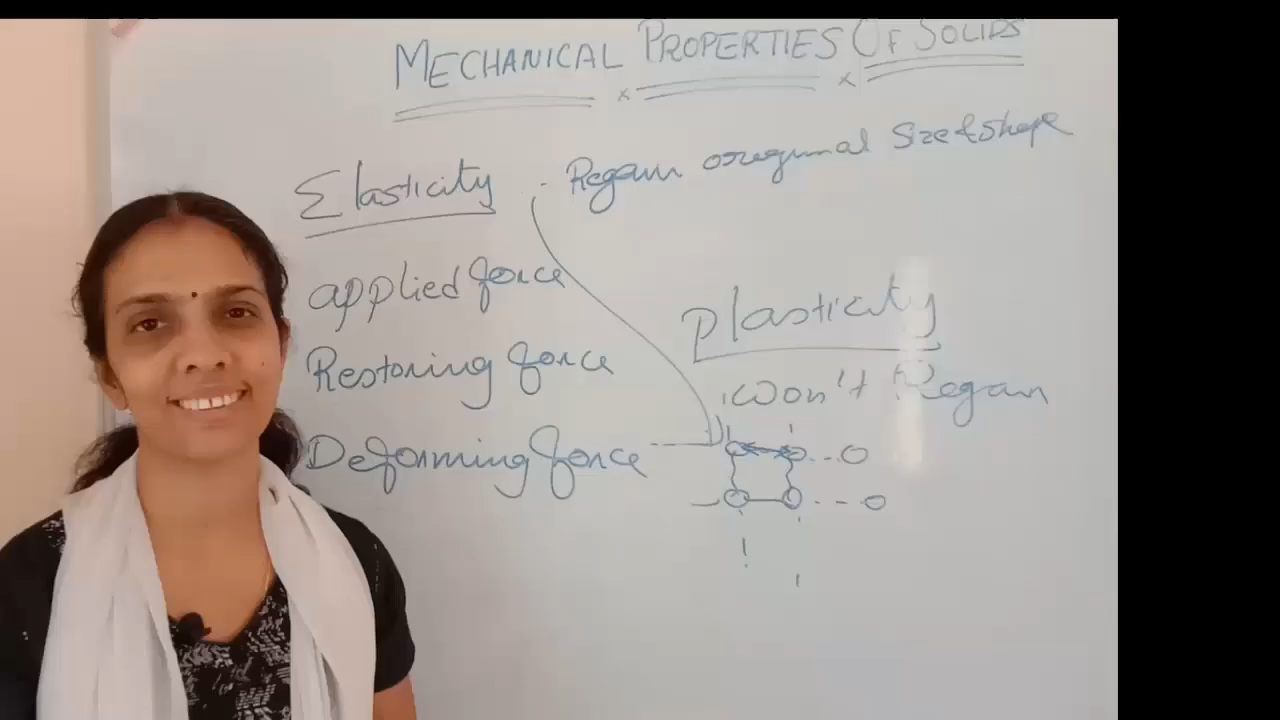 MECHANICAL PROPERTIES OF SOLIDS
Elasticity - Regain original Size & Shape
applied force
Restoring force
Deforming force
Plasticity
Won't Regain